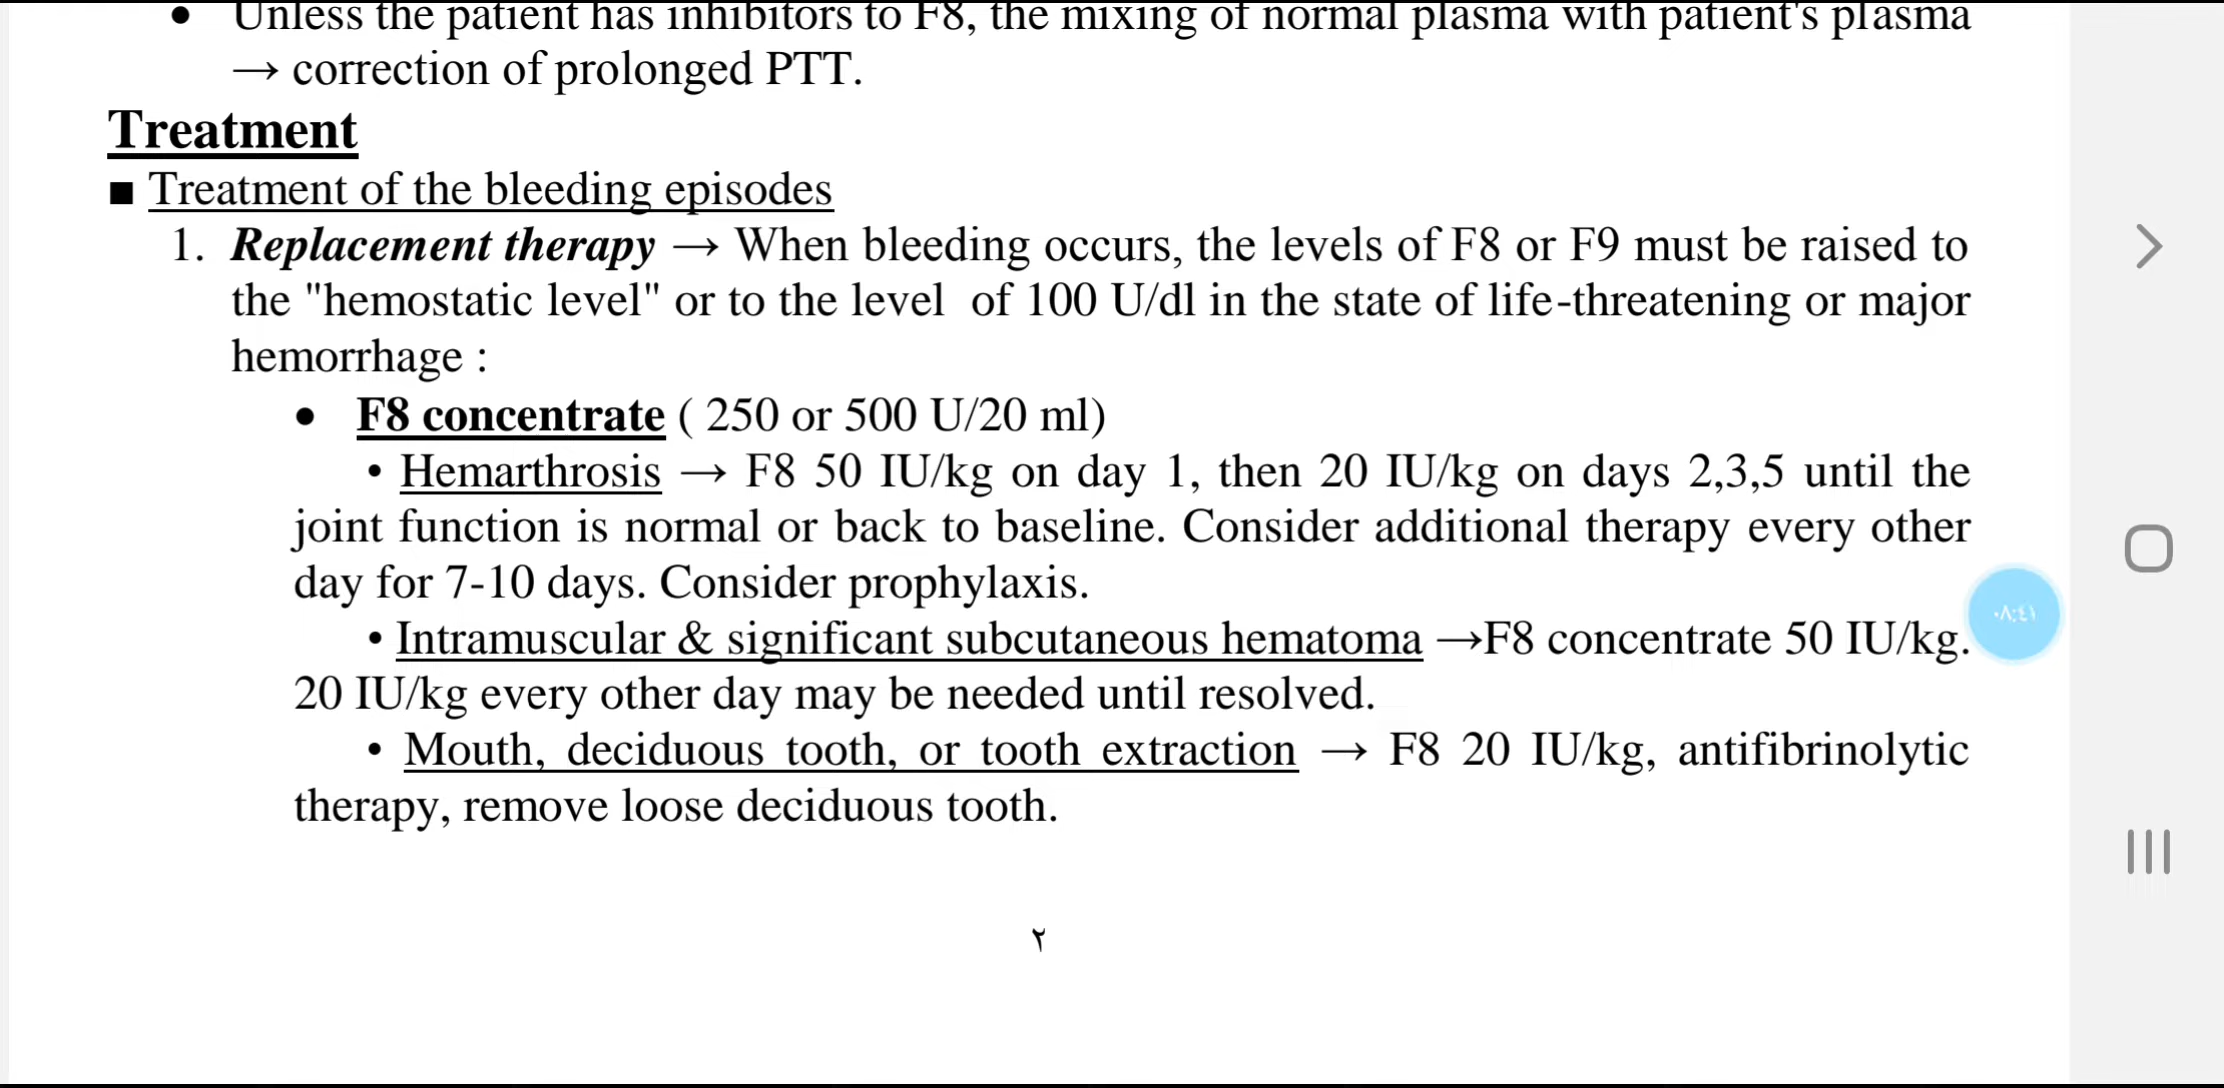 • Unless the patient has inhibitors to F8, the mixing of normal plasma with patient's plasma
→ correction of prolonged PTT.
Treatment
■ Treatment of the bleeding episodes
1. Replacement therapy → When bleeding occurs, the levels of F8 or F9 must be raised to
the "hemostatic level" or to the level of 100 U/dl in the state of life-threatening or major
hemorrhage :
• F8 concentrate ( 250 or 500 U/20 ml)
• Hemarthrosis → F8 50 IU/kg on day 1, then 20 IU/kg on days 2,3,5 until the
joint function is normal or back to baseline. Consider additional therapy every other
day for 7-10 days. Consider prophylaxis.
• Intramuscular & significant subcutaneous hematoma →F8 concentrate 50 IU/kg.
20 IU/kg every other day may be needed until resolved.
• Mouth, deciduous tooth, or tooth extraction → F8 20 IU/kg, antifibrinolytic
therapy, remove loose deciduous tooth.
٠٨:٤١
٢